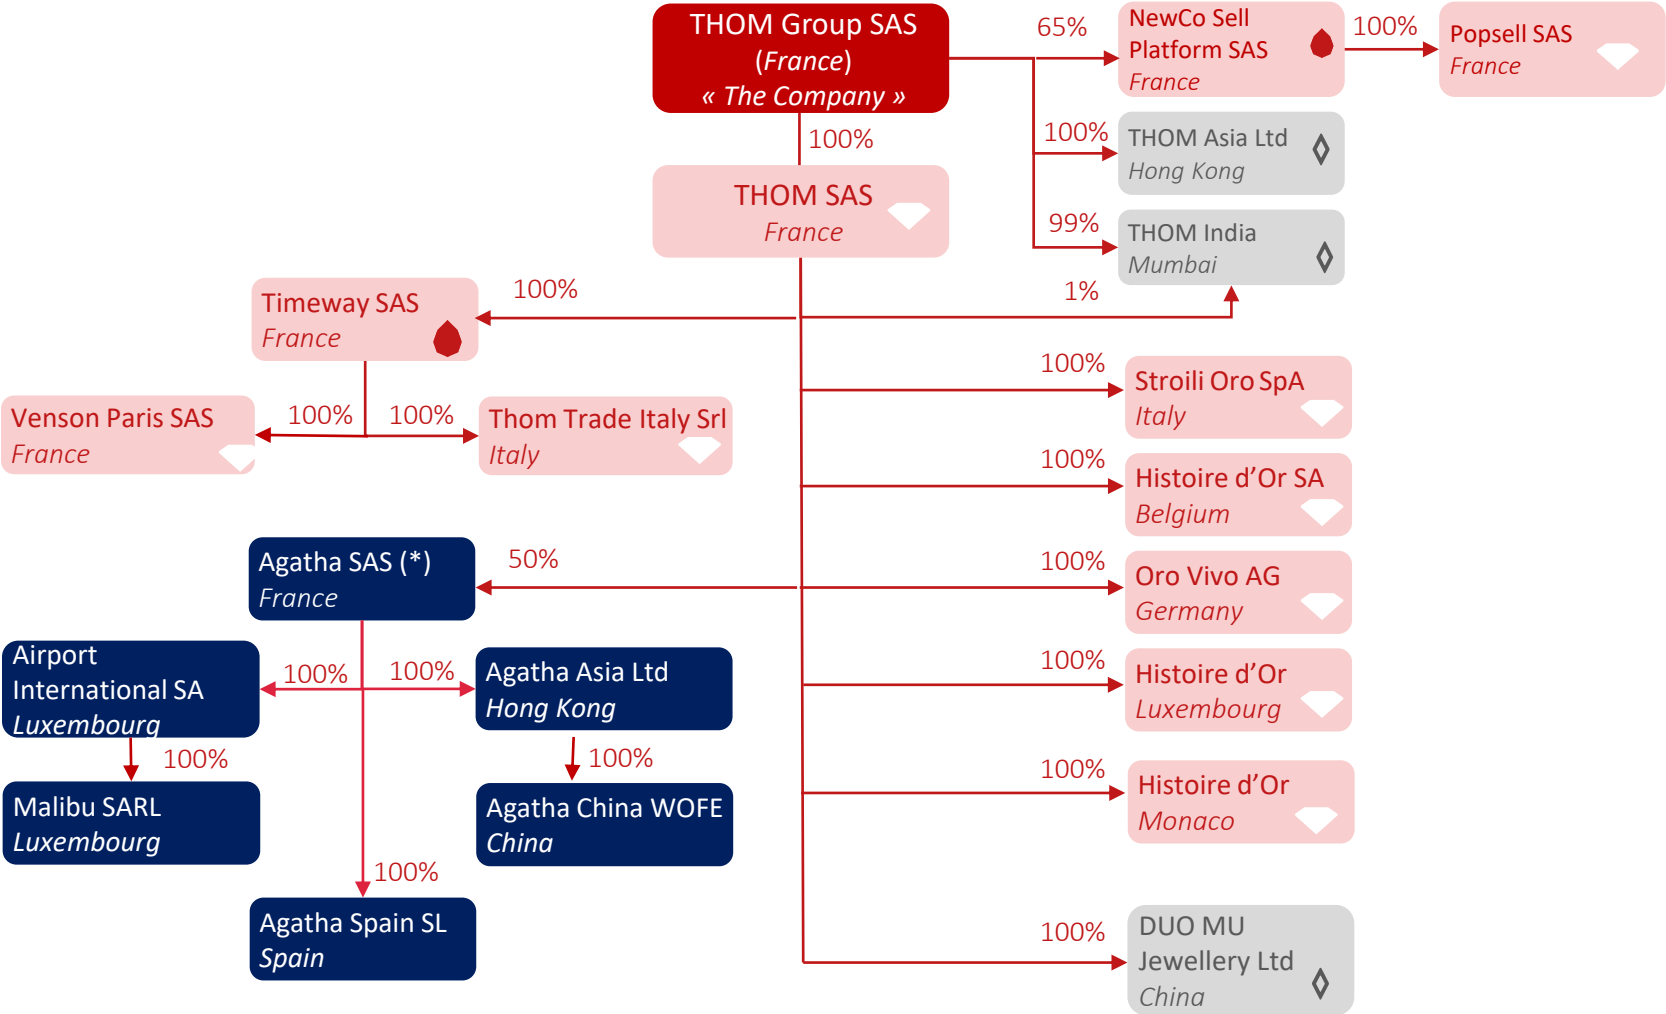 THOM Group SAS
(France)
« The Company »
65%
NewCo Sell
Platform SAS
France
100%
Popsell SAS
France
100%
THOM Asia Ltd
Hong Kong
100%
THOM SAS
France
99%
THOM India
Mumbai
1%
100%
Timeway SAS
France
100%
100%
Venson Paris SAS
France
Thom Trade Italy Srl
Italy
100%
Stroili Oro SpA
Italy
100%
Histoire d’Or SA
Belgium
50%
Agatha SAS (*)
France
100%
Oro Vivo AG
Germany
100%
100%
Airport
International SA
Luxembourg
Agatha Asia Ltd
Hong Kong
100%
Histoire d’Or
Luxembourg
100%
Malibu SARL
Luxembourg
100%
Agatha China WOFE
China
100%
Histoire d’Or
Monaco
100%
Agatha Spain SL
Spain
100%
DUO MU
Jewellery Ltd
China